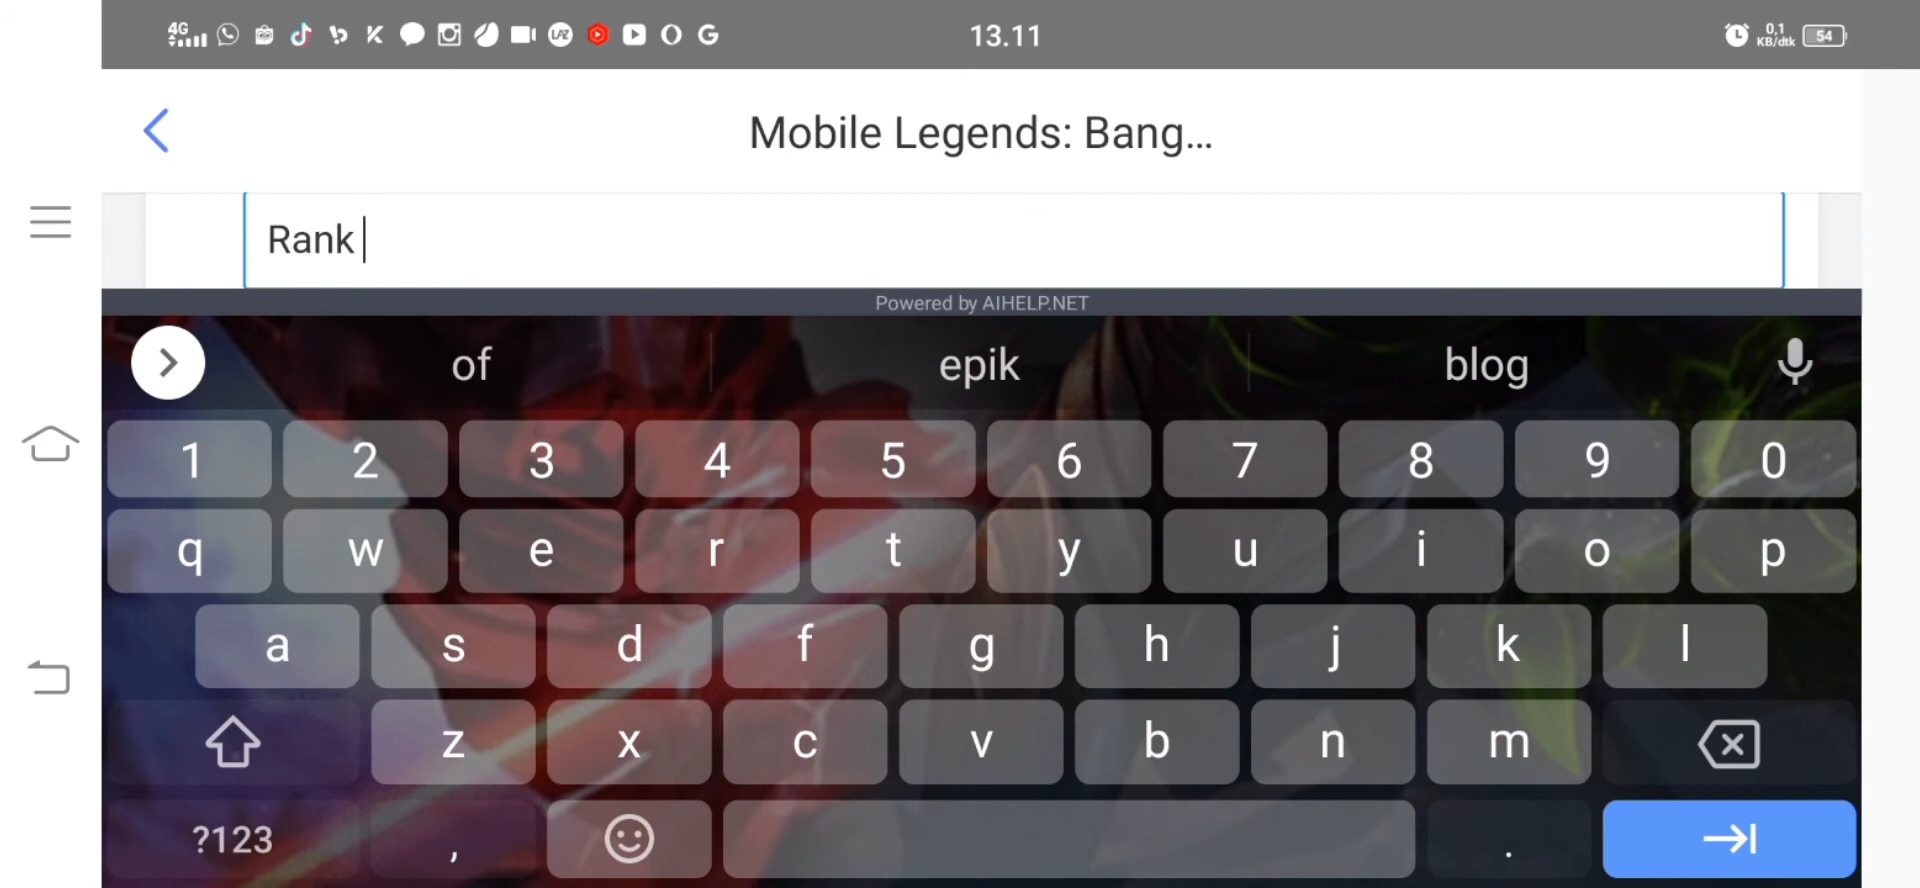 4G LAZ 13.11 0,1 KB/dtk 54
Mobile Legends: Bang...
Rank
Powered by AIHELP.NET
of epik blog
1 2 3 4 5 6 7 8 9 0
q w e r t y u i o p
a s d f g h j k l
z x c v b n m
?123 , .